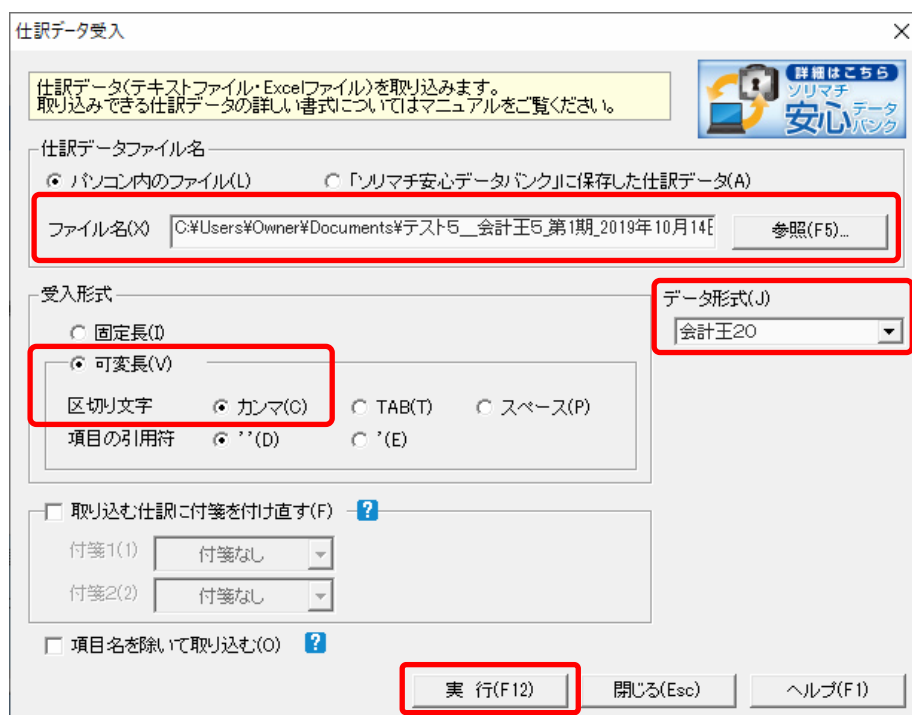 仕訳データ受入
仕訳データ(テキストファイル・Excelファイル)を取り込みます。
取り込みできる仕訳データの詳しい書式についてはマニュアルをご覧ください。
詳細はこちら
ソリマチ
安心データバンク
仕訳データファイル名
パソコン内のファイル(L) 「ソリマチ安心データバンク」に保存した仕訳データ(A)
ファイル名(X) C:¥Users¥Owner¥Documents¥テスト5__会計王5_第1期_2019年10月14 参照(F5)...
受入形式
データ形式(J)
固定長(I)
会計王20
可変長(V)
区切り文字 カンマ(C) TAB(T) スペース(P)
項目の引用符 ’’(D) ’(E)
取り込む仕訳に付箋を付け直す(F) ?
付箋1(1) 付箋なし
付箋2(2) 付箋なし
項目名を除いて取り込む(O) ?
実 行(F12) 閉じる(Esc) ヘルプ(F1)